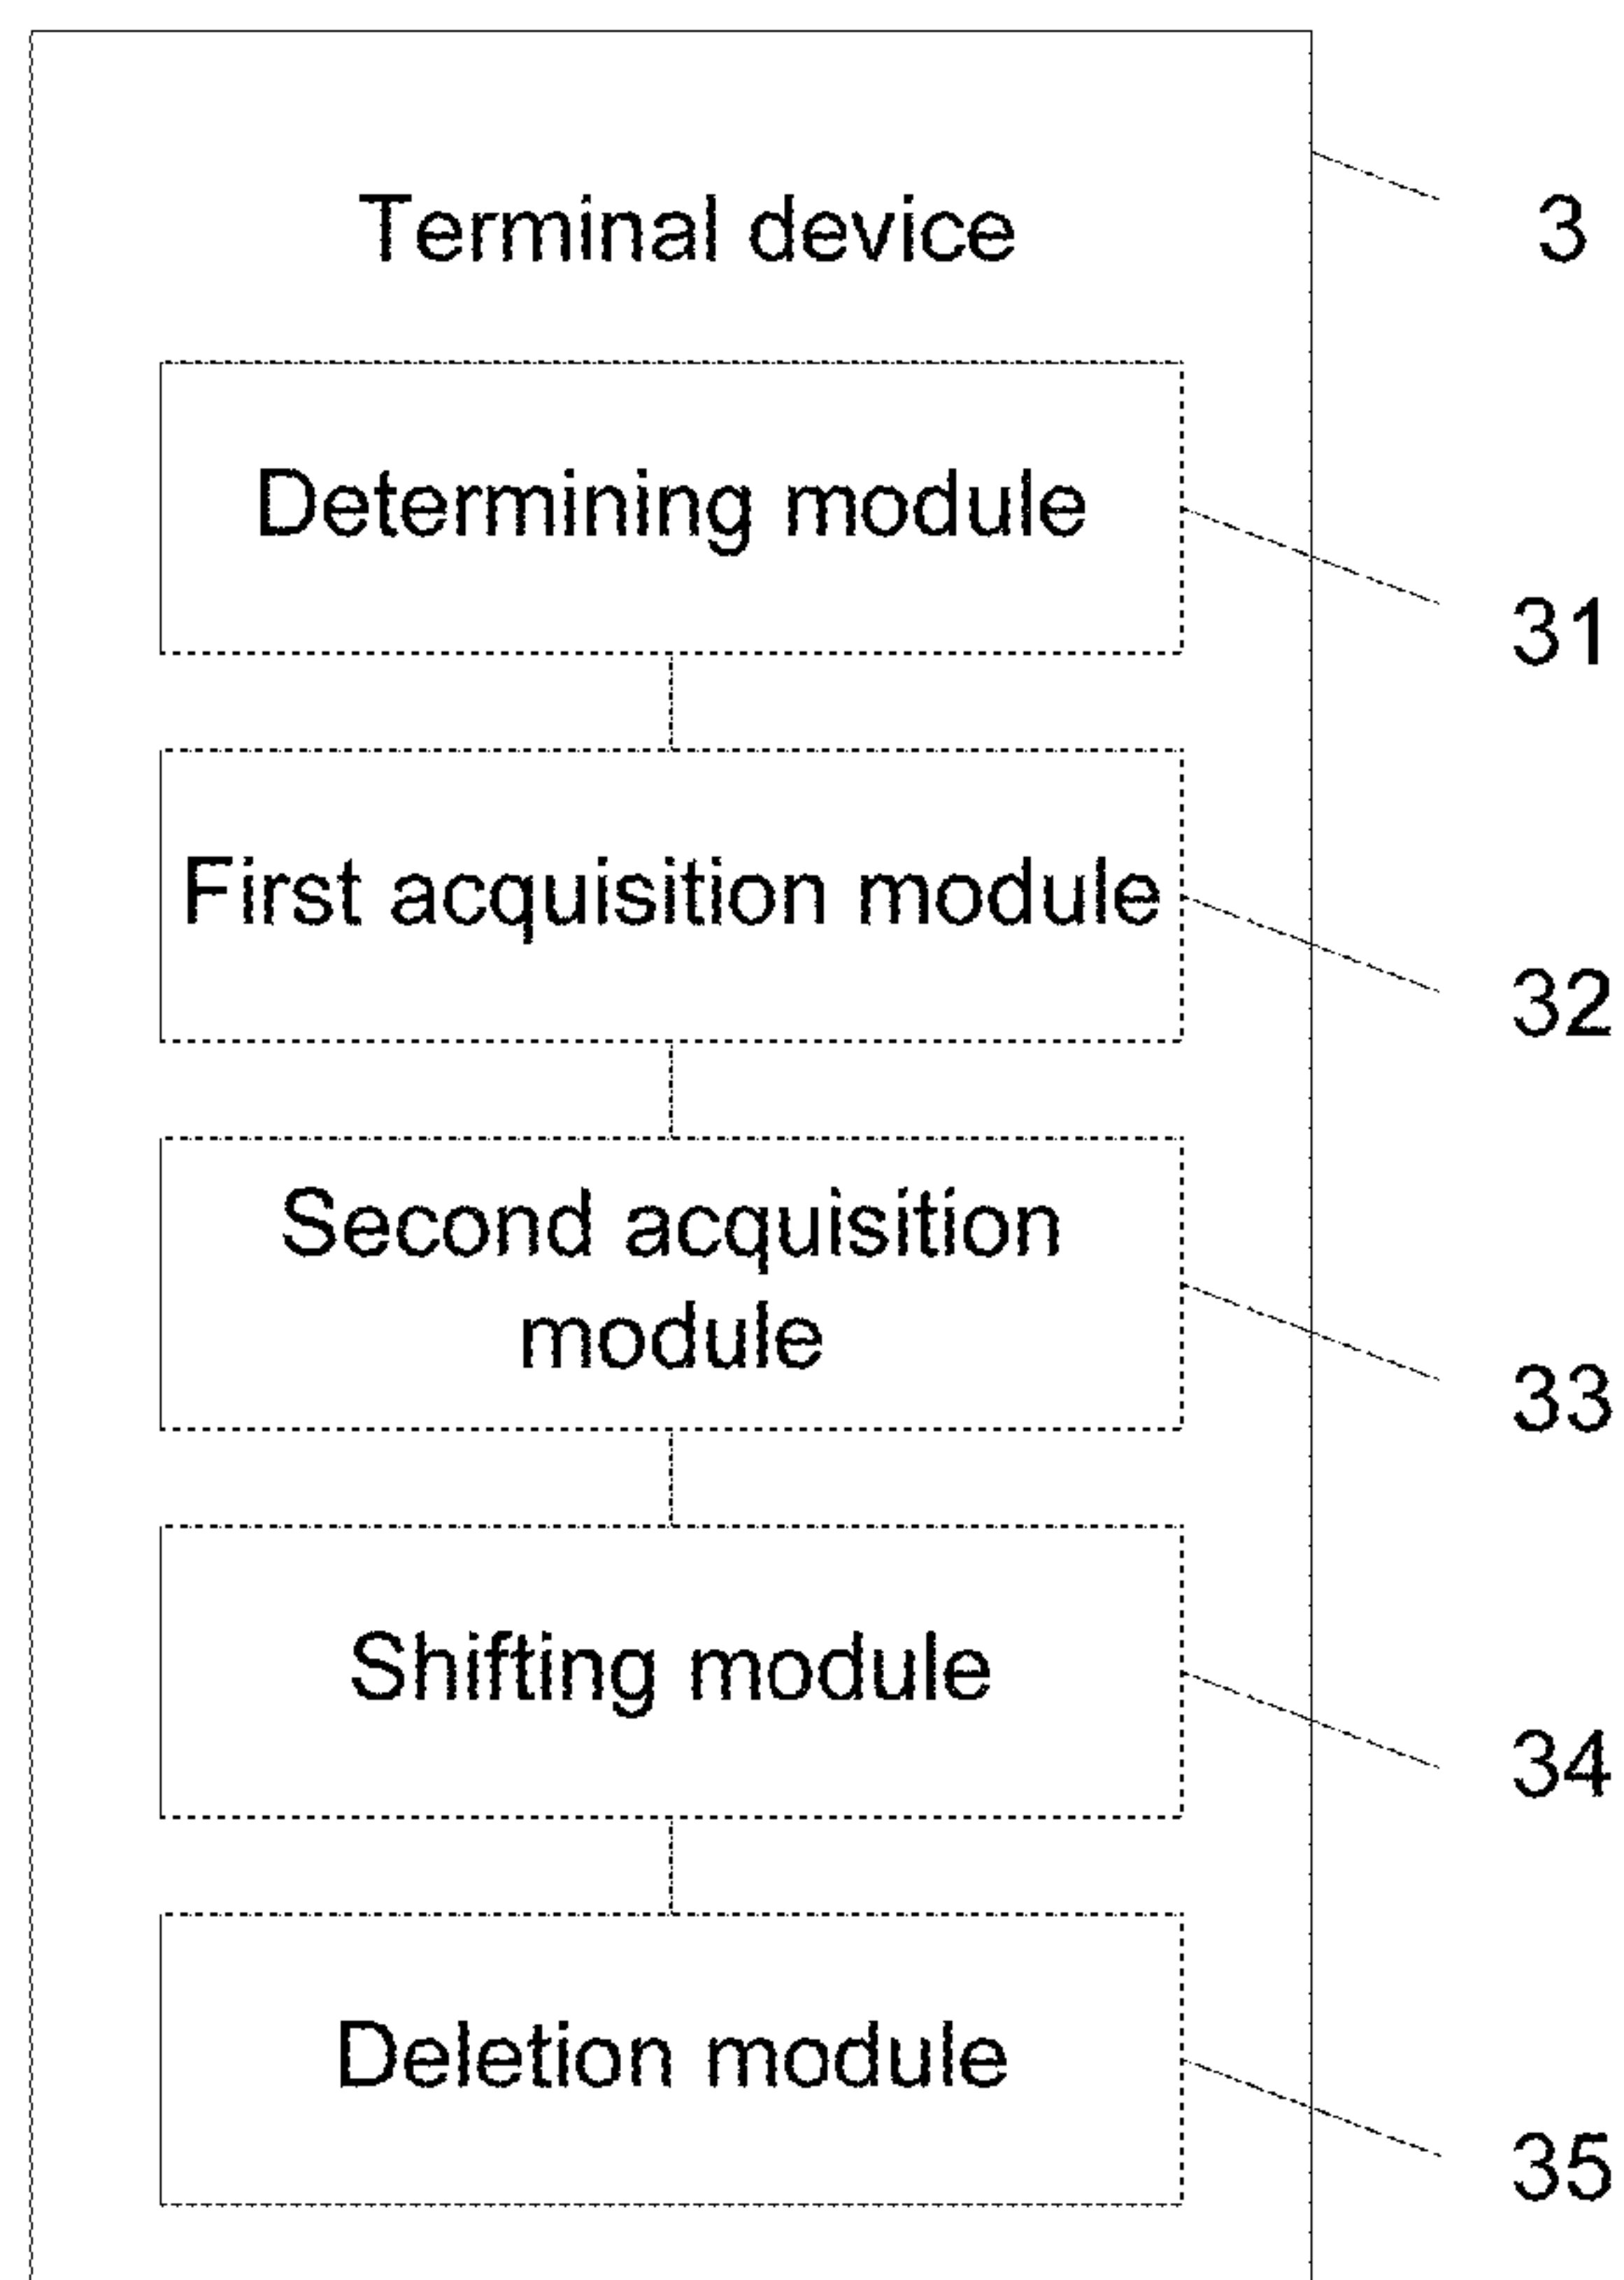 Terminal device
3
Determining module
31
First acquisition module
32
Second acquisition
module
33
Shifting module
34
Deletion module
35